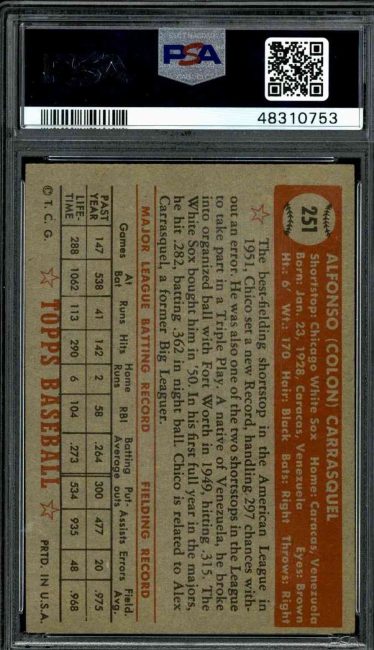 PSA
PSA
48310753
251
ALFONSO (COLON) CARRASQUEL
Shortstop: Chicago White Sox Home: Caracas, Venezuela
Born: Jan. 23, 1928, Caracas, Venezuela Eyes: Brown
Ht.: 6' Wt.: 170 Hair: Black Bats: Right Throws: Right
The best-fielding shortstop in the American League in
1951, Chico set a new Record, handling 297 chances with-
out an error. He was also one of the two shortstops in the League
to take part in a Triple Play. A native of Venezuela, he broke
into organized ball with Fort Worth in 1949, hitting .315. The
White Sox bought him in '50. In his first full year in the majors,
he hit .282, batting .362 in night ball. Chico is related to Alex
Carrasquel, a former Big Leaguer.
MAJOR LEAGUE BATTING RECORD FIELDING RECORD
Games At Bat Runs Hits Home Runs RBI Batting Average Put-outs Assists Errors Field. Avg.
PAST YEAR 147 538 41 142 2 58 .264 300 477 20 .975
LIFE-TIME 288 1062 113 290 6 104 .273 534 935 48 .968
© T. C. G. TOPPS BASEBALL PRTD. IN U.S.A.